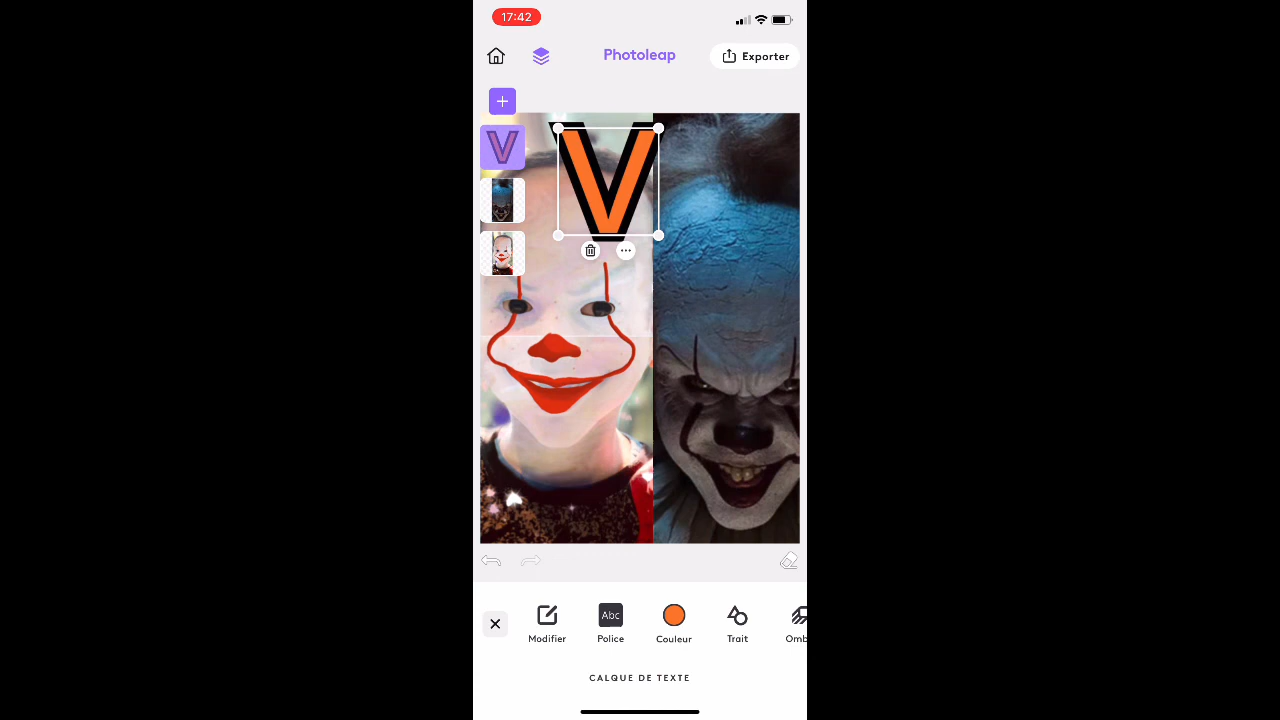 17:42
Photoleap
Exporter
V
V
Modifier
Abc
Police
Couleur
Trait
Omb
CALQUE DE TEXTE